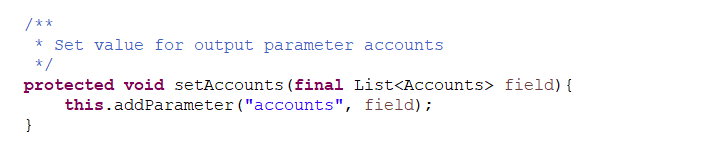 /**
 * Set value for output parameter accounts
 */
protected void setAccounts(final List<Accounts> field){
    this.addParameter("accounts", field);
}